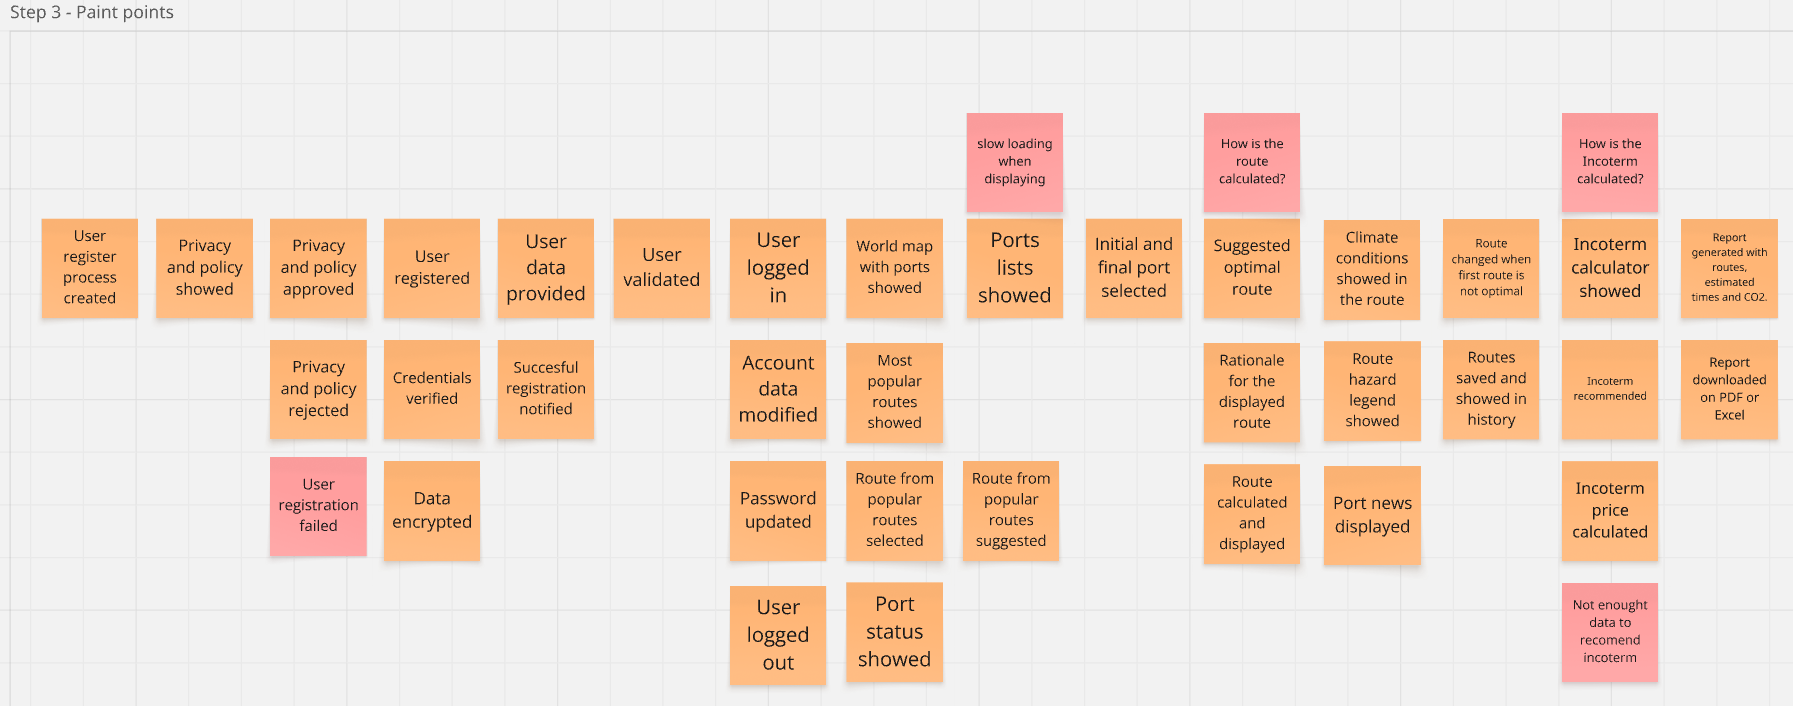 Step 3 - Paint points
slow loading
when
displaying
How is the
route
calculated?
How is the
Incoterm
calculated?
User
register
process
created
Privacy
and policy
showed
Privacy
and policy
approved
User
registered
User
data
provided
User
validated
User
logged
in
World map
with ports
showed
Ports
lists
showed
Initial and
final port
selected
Suggested
optimal
route
Climate
conditions
showed in
the route
Route
changed when
first route is
not optimal
Incoterm
calculator
showed
Report
generated with
routes,
estimated
times and CO2.
Privacy
and policy
rejected
Credentials
verified
Succesful
registration
notified
Account
data
modified
Most
popular
routes
showed
Rationale
for the
displayed
route
Route
hazard
legend
showed
Routes
saved and
showed in
history
Incoterm
recommended
Report
downloaded
on PDF or
Excel
User
registration
failed
Data
encrypted
Password
updated
Route from
popular
routes
selected
Route from
popular
routes
suggested
Route
calculated
and
displayed
Port news
displayed
Incoterm
price
calculated
User
logged
out
Port
status
showed
Not enought
data to
recomend
incoterm